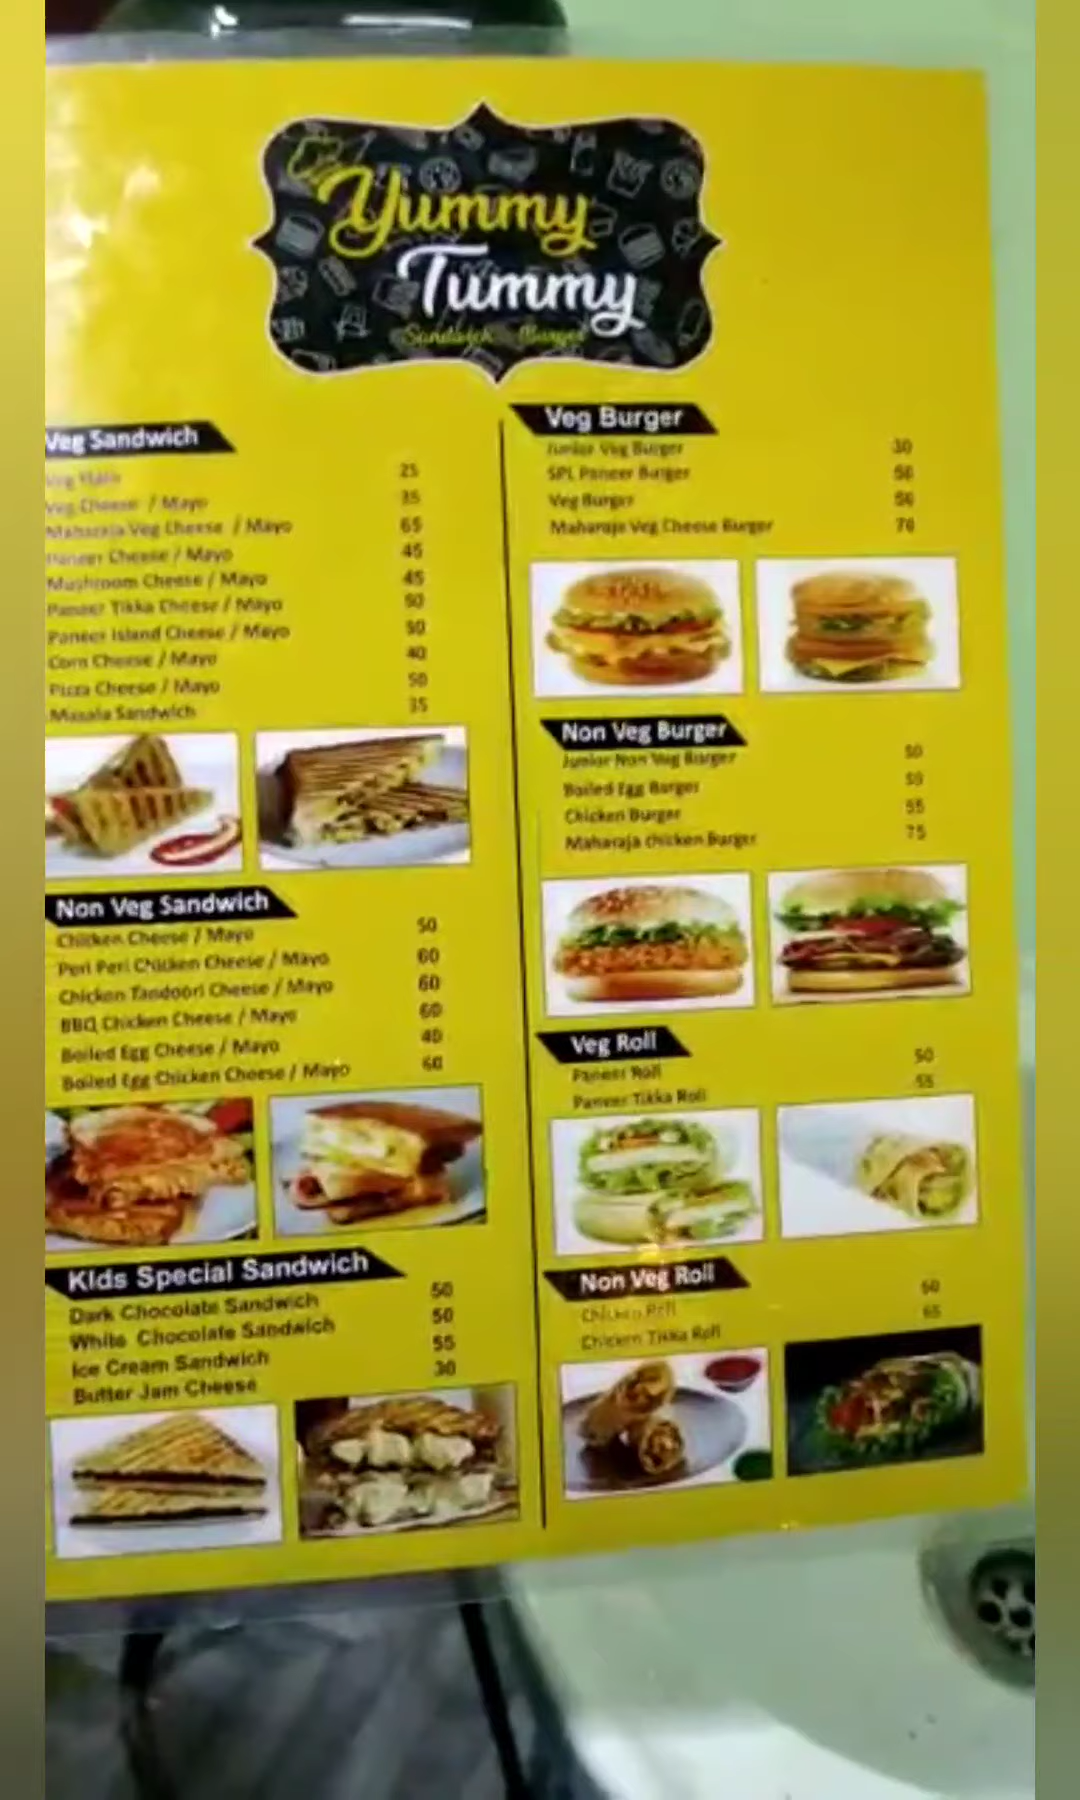 Yummy
Tummy
Sandwich Burger
Veg Sandwich
Veg Plain 25
Veg Cheese / Mayo 35
Maharaja Veg Cheese / Mayo 65
Paneer Cheese / Mayo 45
Mushroom Cheese / Mayo 45
Paneer Tikka Cheese / Mayo 50
Paneer Island Cheese / Mayo 50
Corn Cheese / Mayo 40
Pizza Cheese / Mayo 50
Masala Sandwich 35
Non Veg Sandwich
Chicken Cheese / Mayo 50
Peri Peri Chicken Cheese / Mayo 60
Chicken Tandoori Cheese / Mayo 60
BBQ Chicken Cheese / Mayo 60
Boiled Egg Cheese / Mayo 40
Boiled Egg Chicken Cheese / Mayo 60
KIds Special Sandwich
Dark Chocolate Sandwich 50
White Chocolate Sandwich 50
Ice Cream Sandwich 55
Butter Jam Cheese 30
Veg Burger
Junior Veg Burger 30
SPL Paneer Burger
Veg Burger
Maharaja Veg Cheese Burger
Non Veg Burger
Junior Non Veg Burger 50
Boiled Egg Burger
Chicken Burger 55
Maharaja chicken Burger 75
Veg Roll
Paneer Roll 50
Paneer Tikka Roll 55
Non Veg Roll
Chicken Roll 60
Chicken Tikka Roll 65